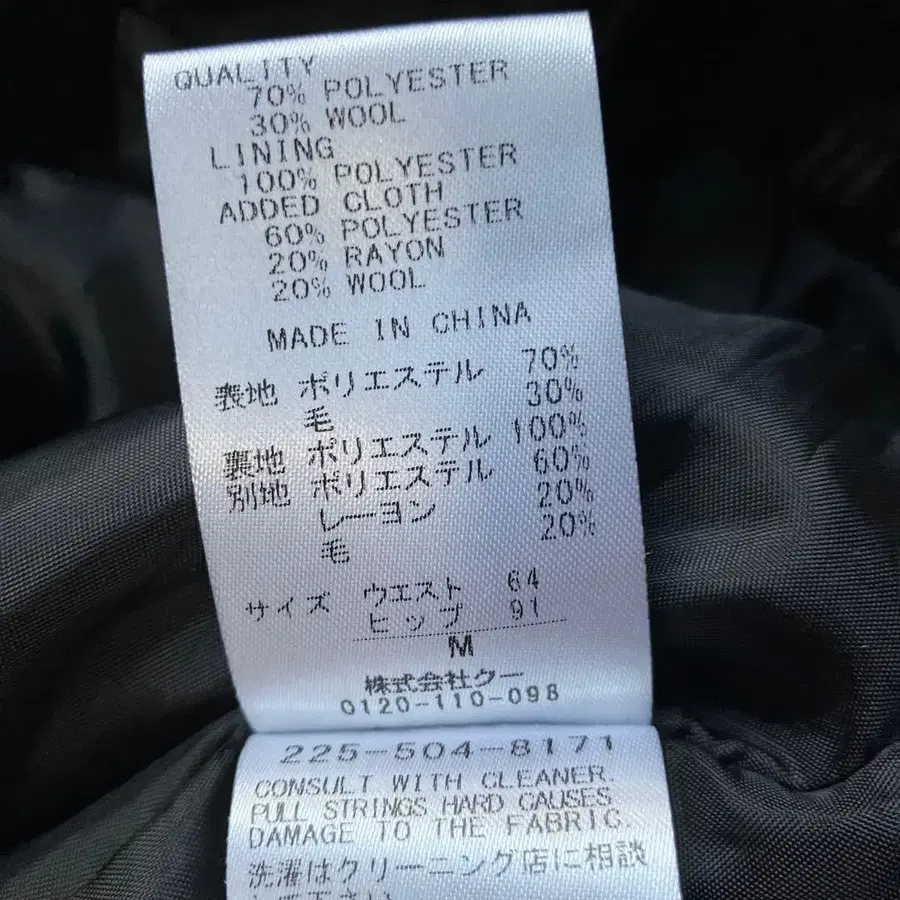 QUALITY
70% POLYESTER
30% WOOL
LINING
100% POLYESTER
ADDED CLOTH
60% POLYESTER
20% RAYON
20% WOOL
MADE IN CHINA
表地 ポリエステル 70%
毛 30%
裏地 ポリエステル 100%
別地 ポリエステル 60%
レーヨン 20%
毛 20%
サイズ ウエスト 64
ヒップ 91
M
株式会社クー
0120-110-098
225-504-8171
CONSULT WITH CLEANER.
PULL STRINGS HARD CAUSES
DAMAGE TO THE FABRIC.
洗濯はクリーニング店に相談
して下さい